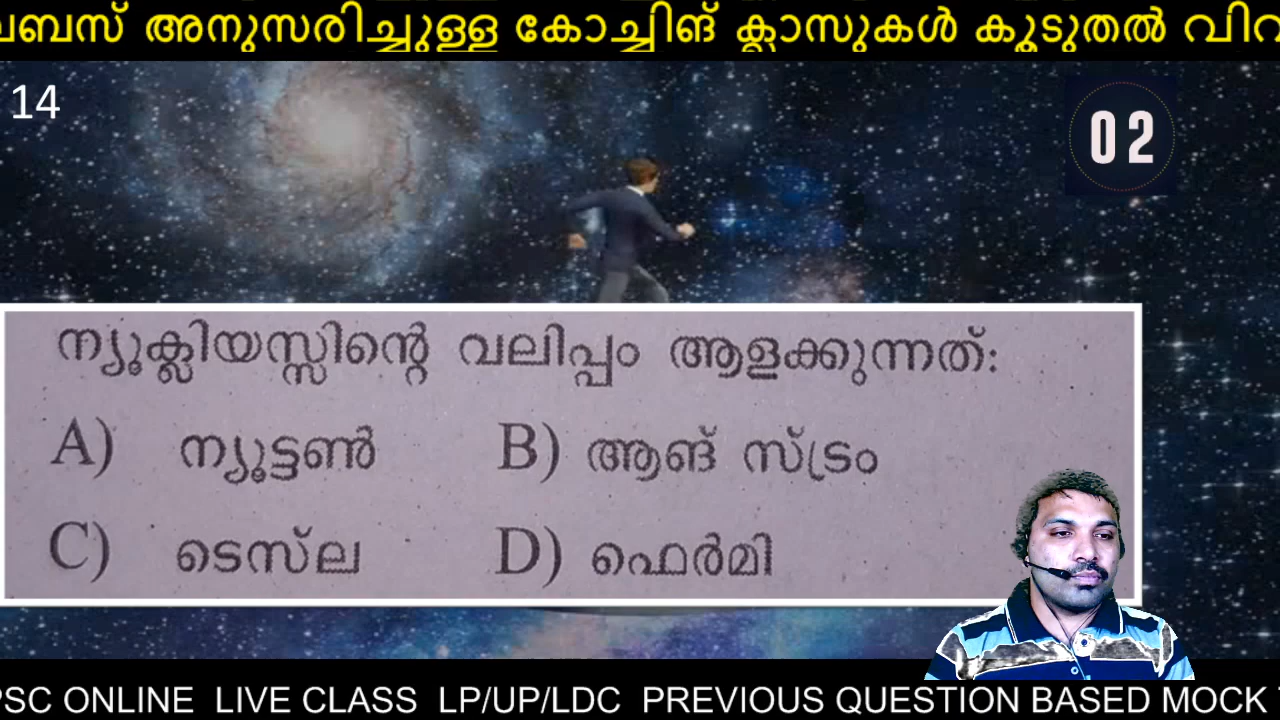 ലബസ് അനുസരിച്ചുള്ള കോച്ചിങ് ക്ലാസുകൾ കൂടുതൽ വിവ
14
02
ന്യൂക്ലിയസ്സിന്റെ വലിപ്പം ആളക്കുന്നത്:
A) ന്യൂട്ടൺ B) ആങ് സ്ട്രം
C) ടെസ്‌ല D) ഫെർമി
PSC ONLINE LIVE CLASS LP/UP/LDC PREVIOUS QUESTION BASED MOCK